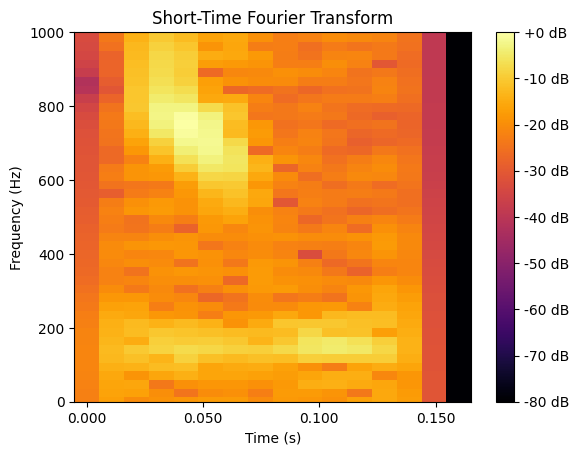 Short-Time Fourier Transform
1000
800
600
400
200
0
Frequency (Hz)
0.000
0.050
0.100
0.150
Time (s)
+0 dB
-10 dB
-20 dB
-30 dB
-40 dB
-50 dB
-60 dB
-70 dB
-80 dB